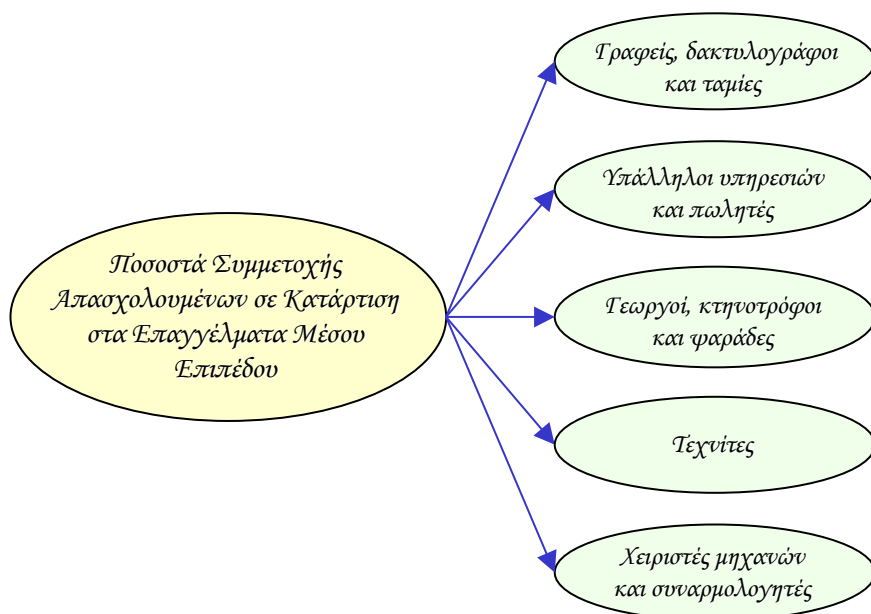 Ποσοστά Συμμετοχής
Απασχολουμένων σε Κατάρτιση
στα Επαγγέλματα Μέσου
Επιπέδου
Γραφείς, δακτυλογράφοι
και ταμίες
Υπάλληλοι υπηρεσιών
και πωλητές
Γεωργοί, κτηνοτρόφοι
και ψαράδες
Τεχνίτες
Χειριστές μηχανών
και συναρμολογητές